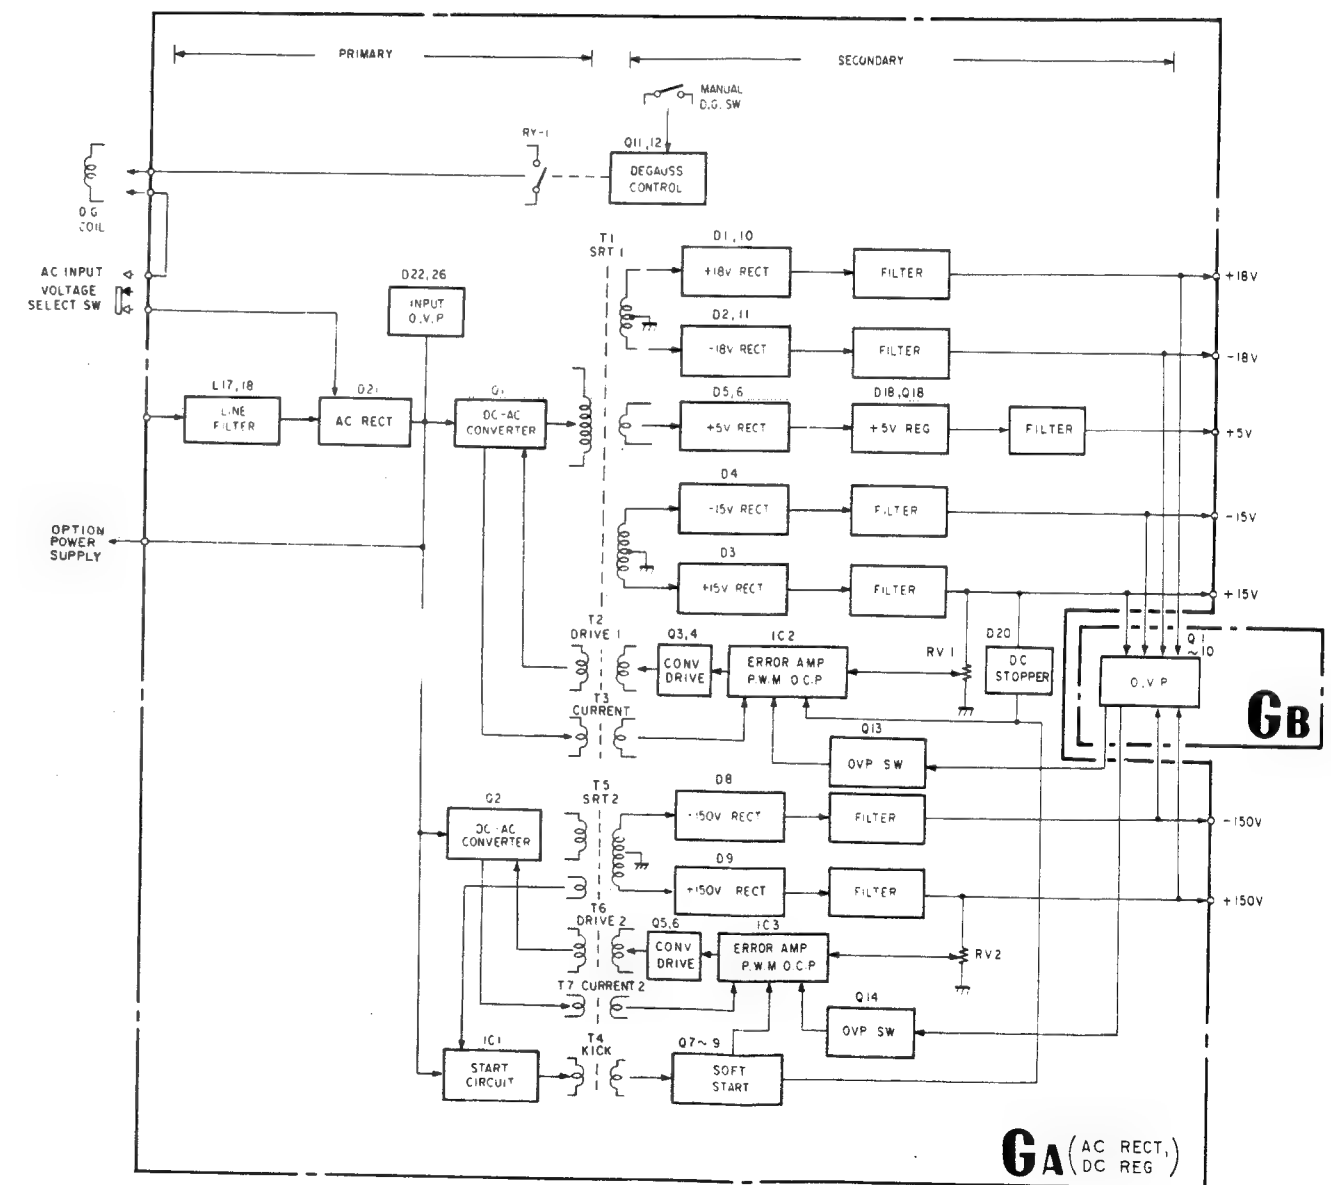 PRIMARY
SECONDARY
MANUAL
D.G. SW
RY-1
Q11,12
DEGAUSS
CONTROL
D.G
COIL
AC INPUT
VOLTAGE
SELECT SW
D22,26
INPUT
O.V.P
T1
SRT 1
D1,10
+18V RECT
FILTER
+18V
D2,11
-18V RECT
FILTER
-18V
L17,18
LINE
FILTER
D21
AC RECT
Q1
DC-AC
CONVERTER
D5,6
+5V RECT
D18,Q18
+5V REG
FILTER
+5V
D4
-15V RECT
FILTER
-15V
OPTION
POWER
SUPPLY
D3
+15V RECT
FILTER
+15V
T2
DRIVE 1
Q3,4
CONV
DRIVE
IC2
ERROR AMP
P.W.M O.C.P
RV1
D20
DC
STOPPER
Q1
~10
O.V.P
GB
T3
CURRENT
Q13
OVP SW
T5
SRT2
D8
-150V RECT
FILTER
-150V
Q2
DC-AC
CONVERTER
D9
+150V RECT
FILTER
+150V
T6
DRIVE 2
Q5,6
CONV
DRIVE
IC3
ERROR AMP
P.W.M O.C.P
RV2
T7 CURRENT 2
Q14
OVP SW
IC1
START
CIRCUIT
T4
KICK
Q7~9
SOFT
START
GA (AC RECT,
DC REG)